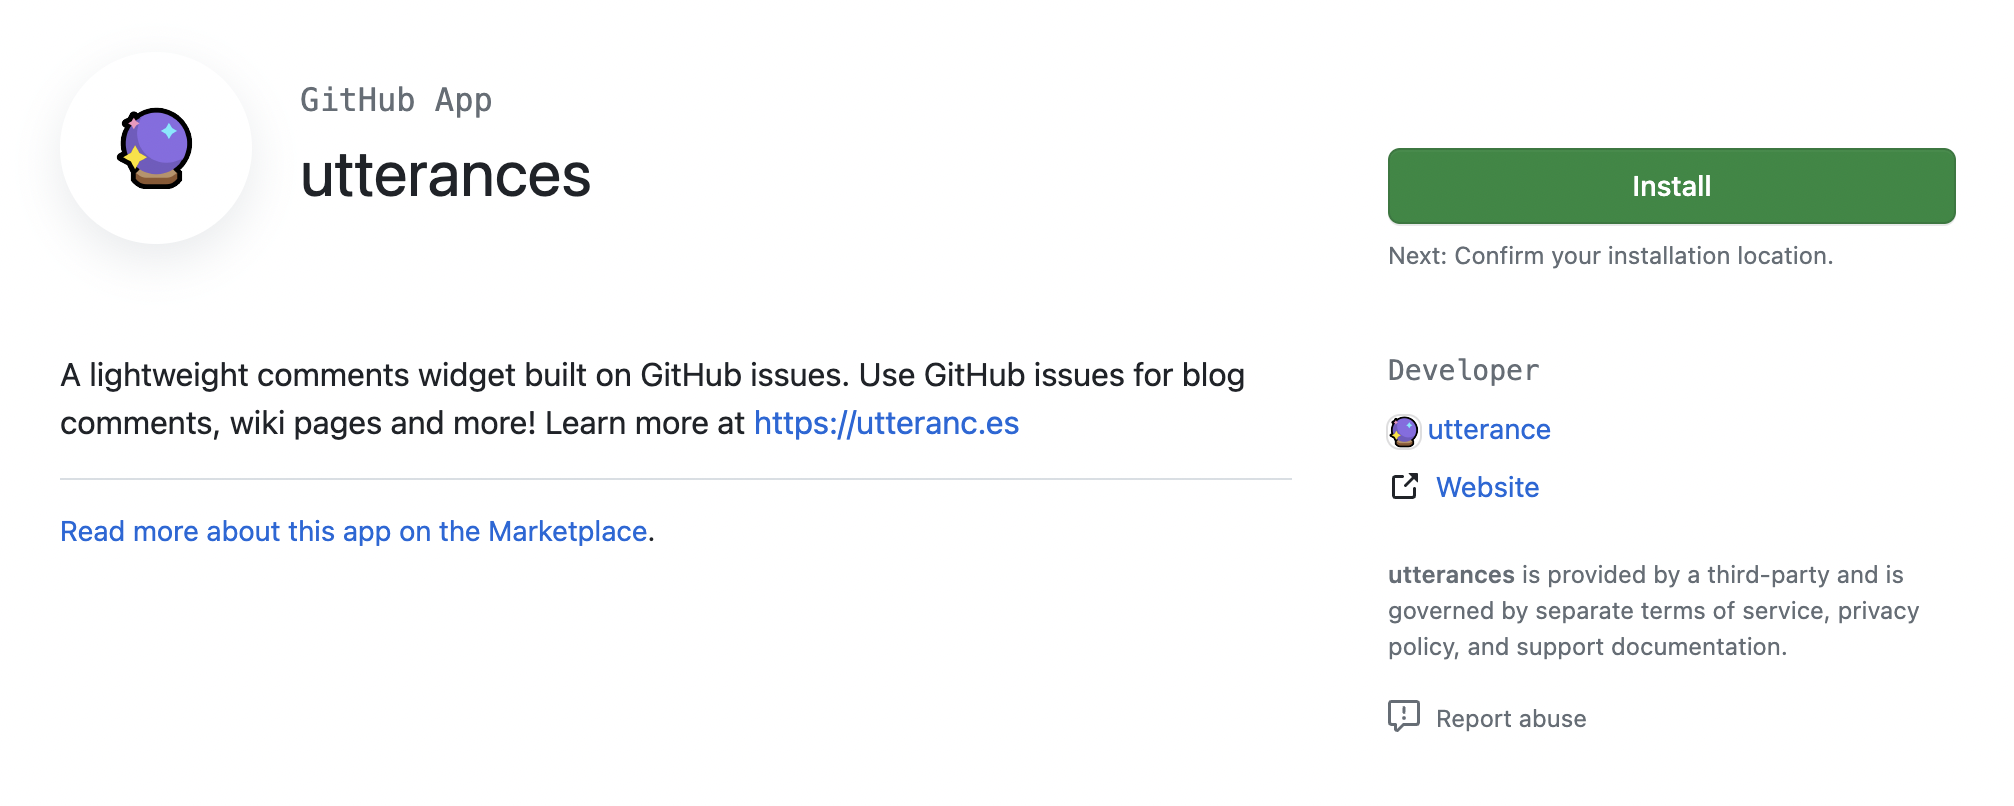 GitHub App
utterances
Install
Next: Confirm your installation location.
A lightweight comments widget built on GitHub issues. Use GitHub issues for blog
comments, wiki pages and more! Learn more at https://utteranc.es
Read more about this app on the Marketplace.
Developer
utterance
Website
utterances is provided by a third-party and is
governed by separate terms of service, privacy
policy, and support documentation.
Report abuse